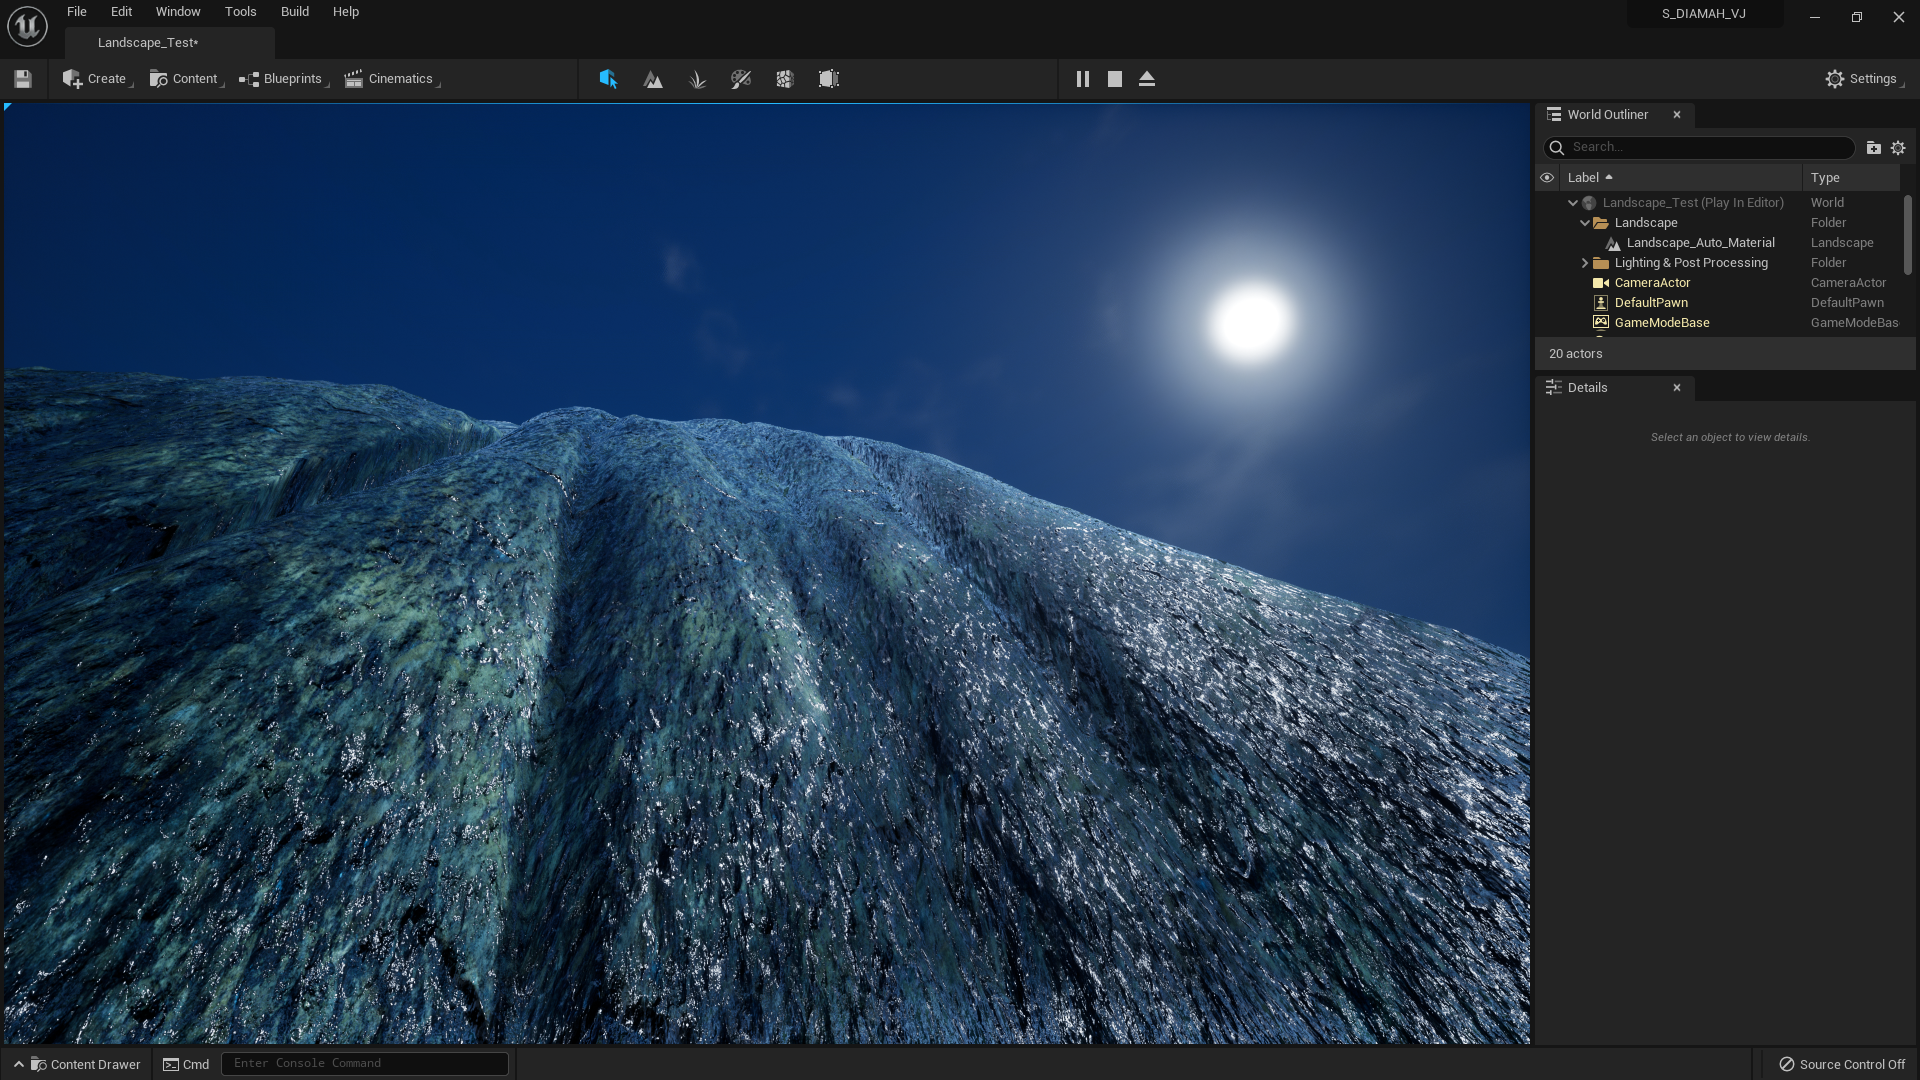 File Edit Window Tools Build Help
S_DIAMAH_VJ
Landscape_Test*
Create Content Blueprints Cinematics Settings
World Outliner
Search...
Label Type
Landscape_Test (Play In Editor) World
Landscape Folder
Landscape_Auto_Material Landscape
Lighting & Post Processing Folder
CameraActor CameraActor
DefaultPawn DefaultPawn
GameModeBase GameModeBas
20 actors
Details
Select an object to view details.
Content Drawer Cmd Enter Console Command Source Control Off